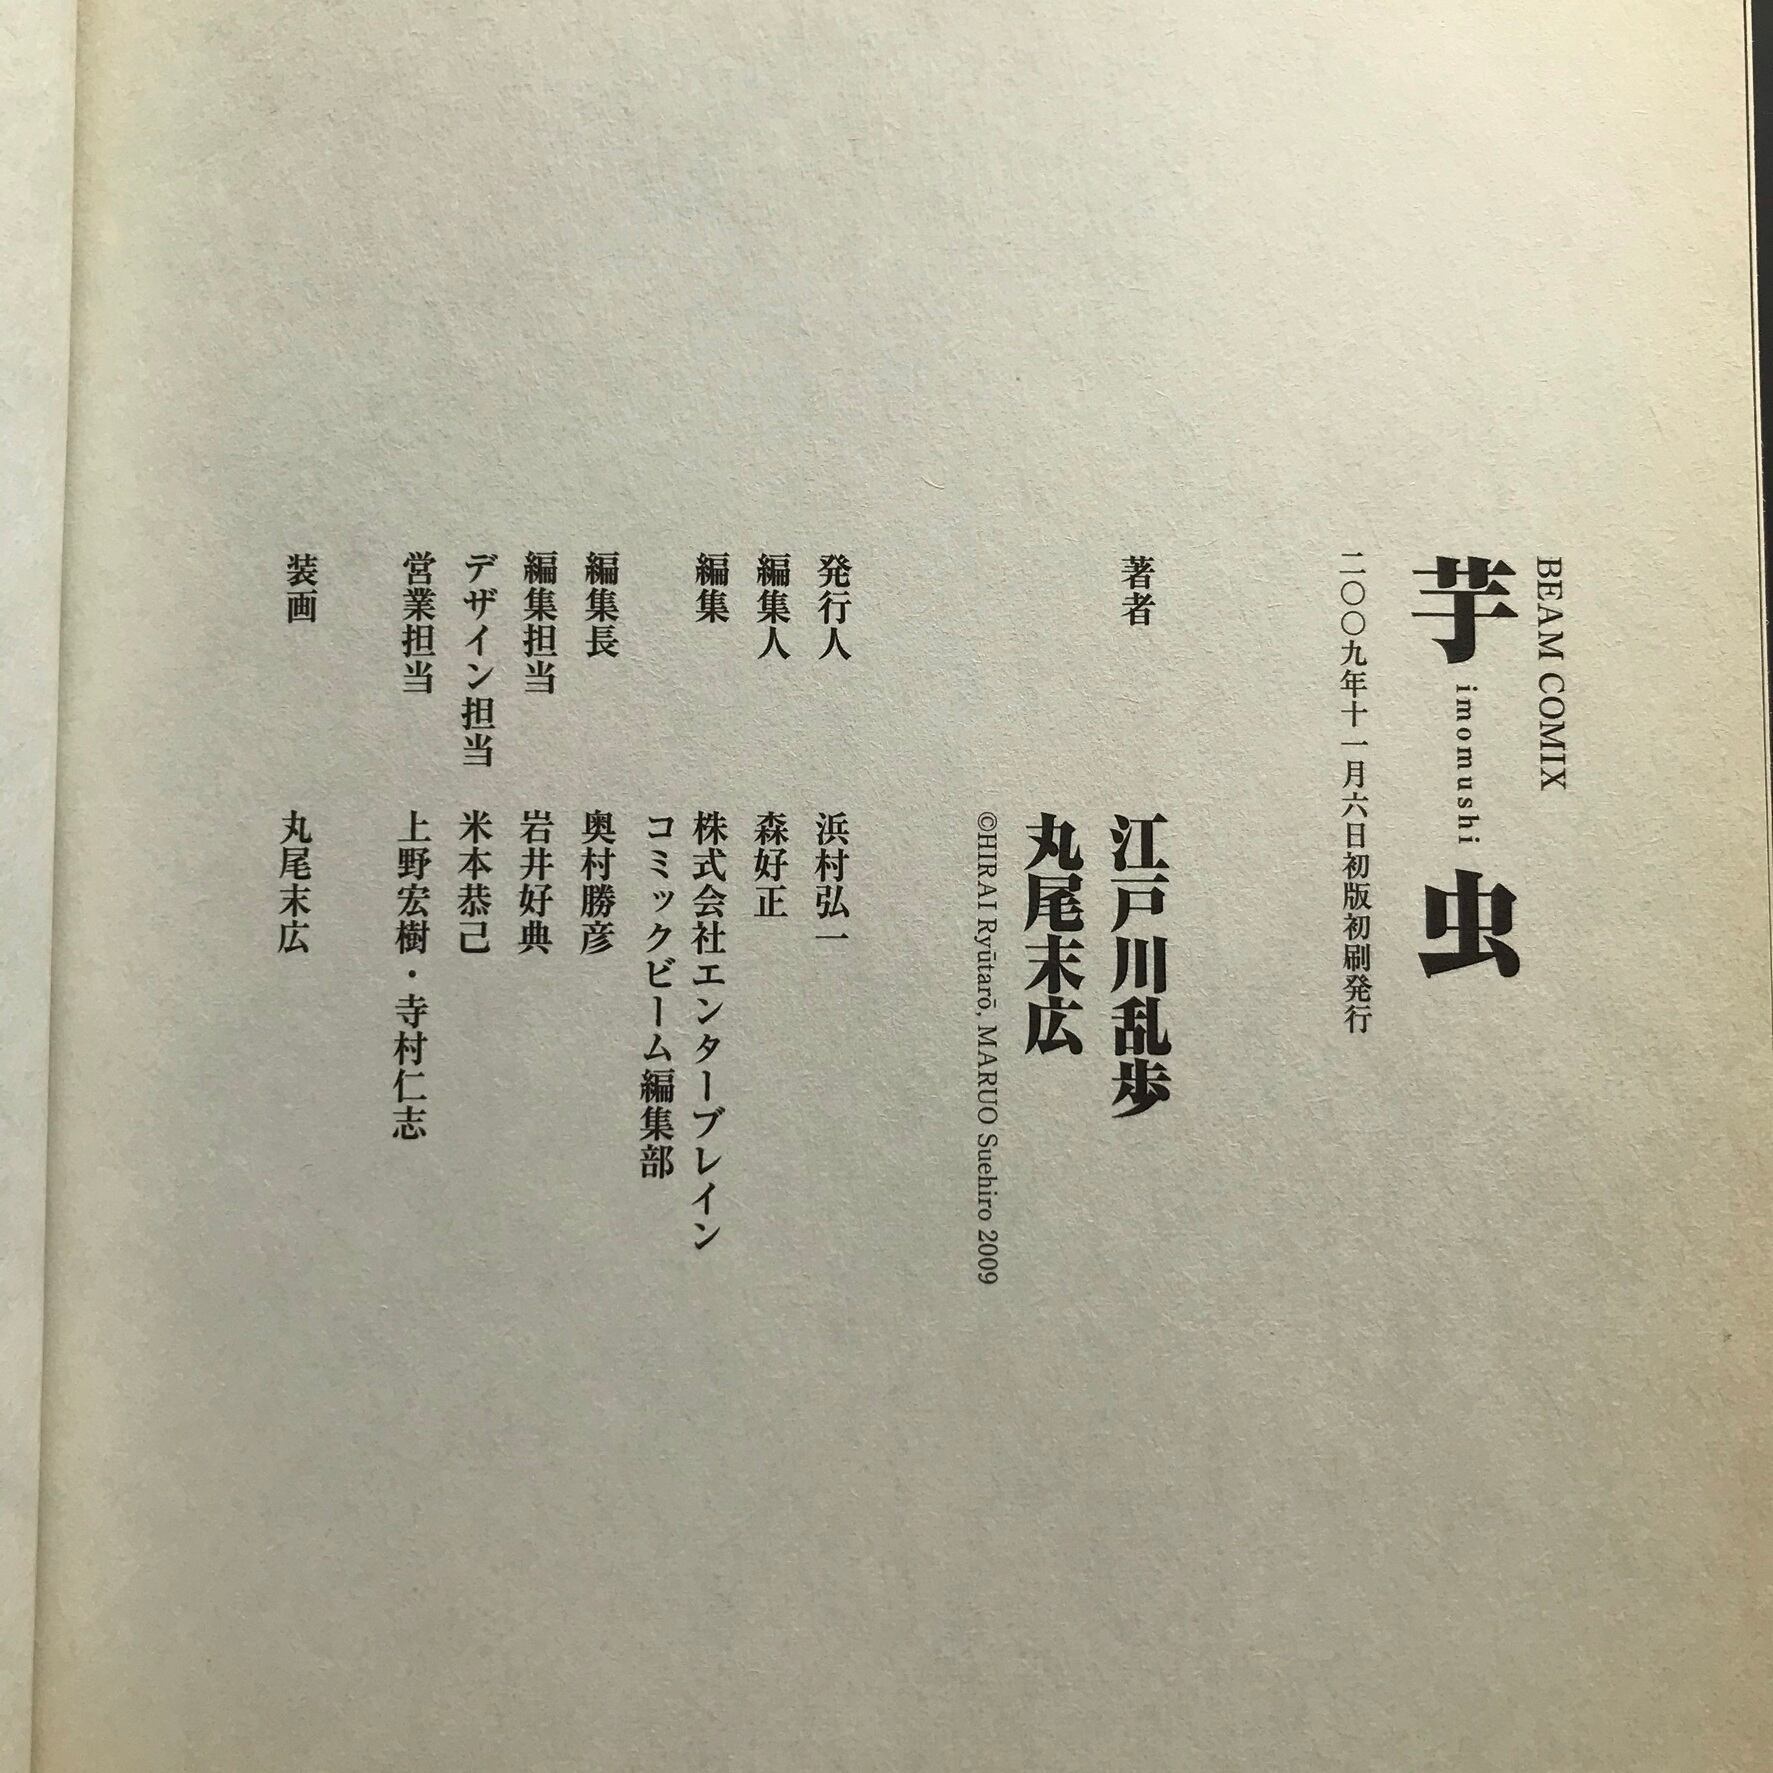 BEAM COMIX
芋 imomushi 虫
二〇〇九年十一月六日初版初刷発行
著者 江戸川乱歩
丸尾末広
©HIRAI Ryūtarō, MARUO Suehiro 2009
発行人 浜村弘一
編集人 森好正
編集 株式会社エンターブレイン
コミックビーム編集部
編集長 奥村勝彦
編集担当 岩井好典
デザイン担当 米本恭己
営業担当 上野宏樹・寺村仁志
装画 丸尾末広